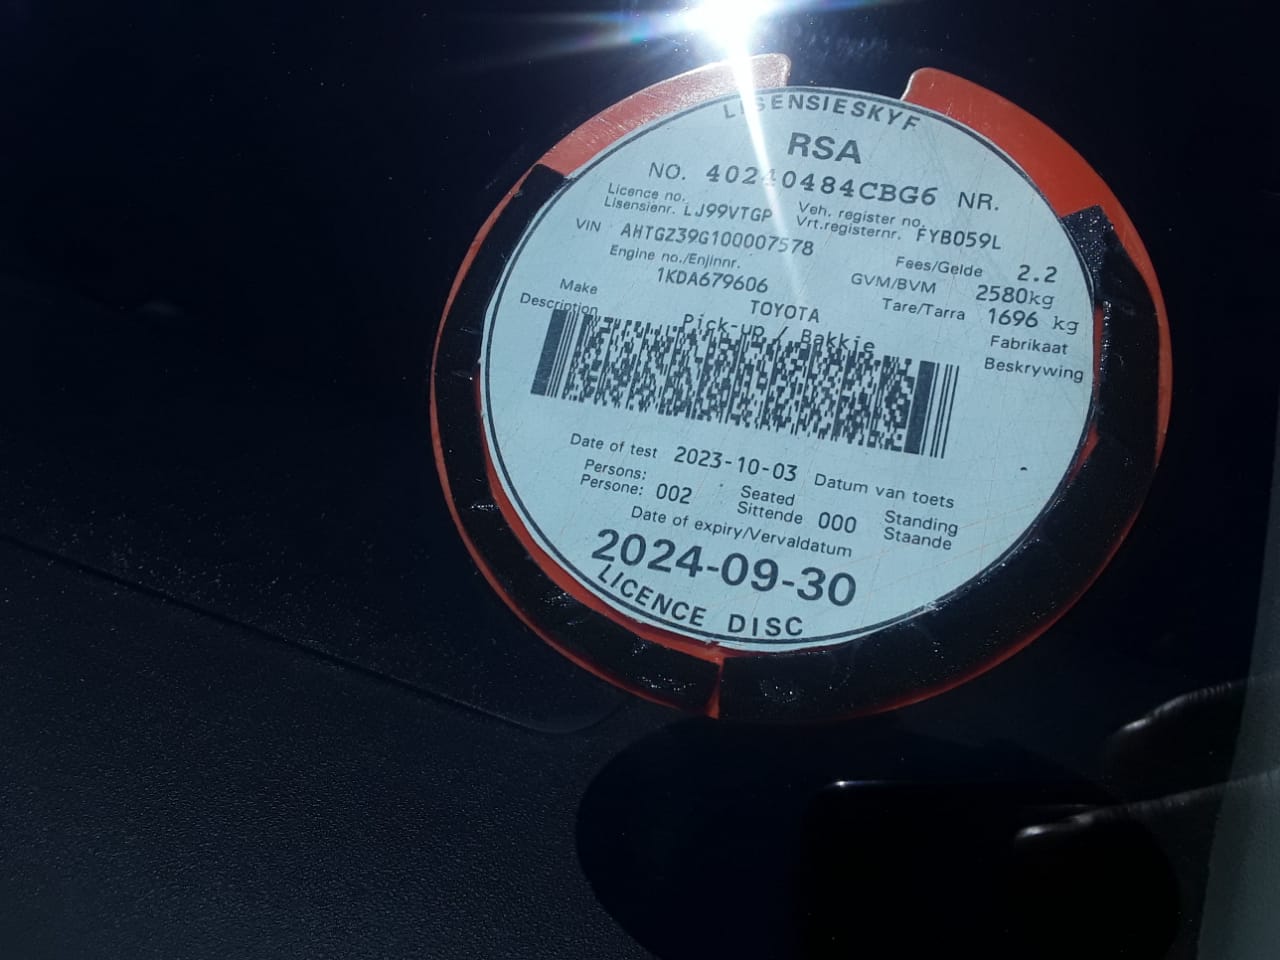 LISENSIESKYF
RSA
NO. 40240484CBG6 NR.
Licence no. Veh. register no.
Lisensienr. LJ99VTGP Vrt.registernr. FYB059L
VIN AHTGZ39G100007578 Fees/Gelde 2.2
Engine no./Enjinnr. GVM/BVM 2580kg
1KDA679606 Tare/Tarra 1696 kg
Make TOYOTA Fabrikaat
Description Pick-up / Bakkie Beskrywing
Date of test 2023-10-03 Datum van toets
Persons: Seated Standing
Persone: 002 Sittende 000 Staande
Date of expiry/Vervaldatum
2024-09-30
LICENCE DISC